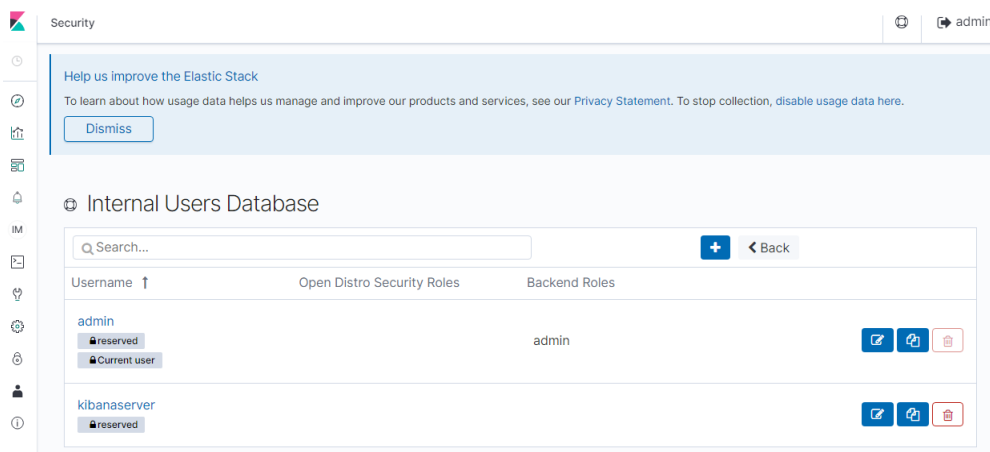 Security
admin
Help us improve the Elastic Stack
To learn about how usage data helps us manage and improve our products and services, see our Privacy Statement. To stop collection, disable usage data here.
Dismiss
IM
Internal Users Database
Search...
Back
Username
Open Distro Security Roles
Backend Roles
admin
reserved
Current user
admin
kibanaserver
reserved